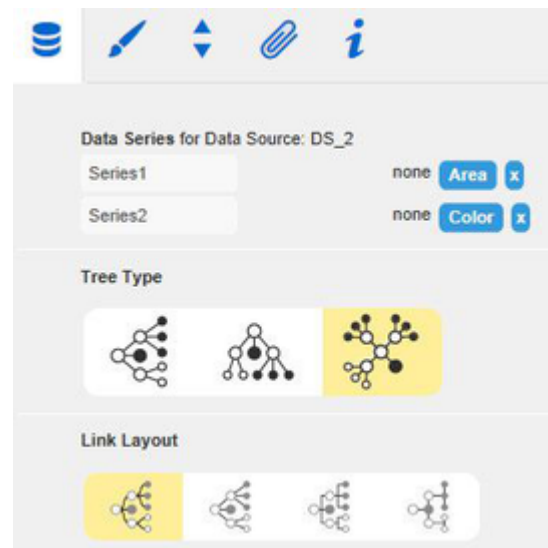 Data Series for Data Source: DS_2
Series1 none Area x
Series2 none Color x
Tree Type
Link Layout